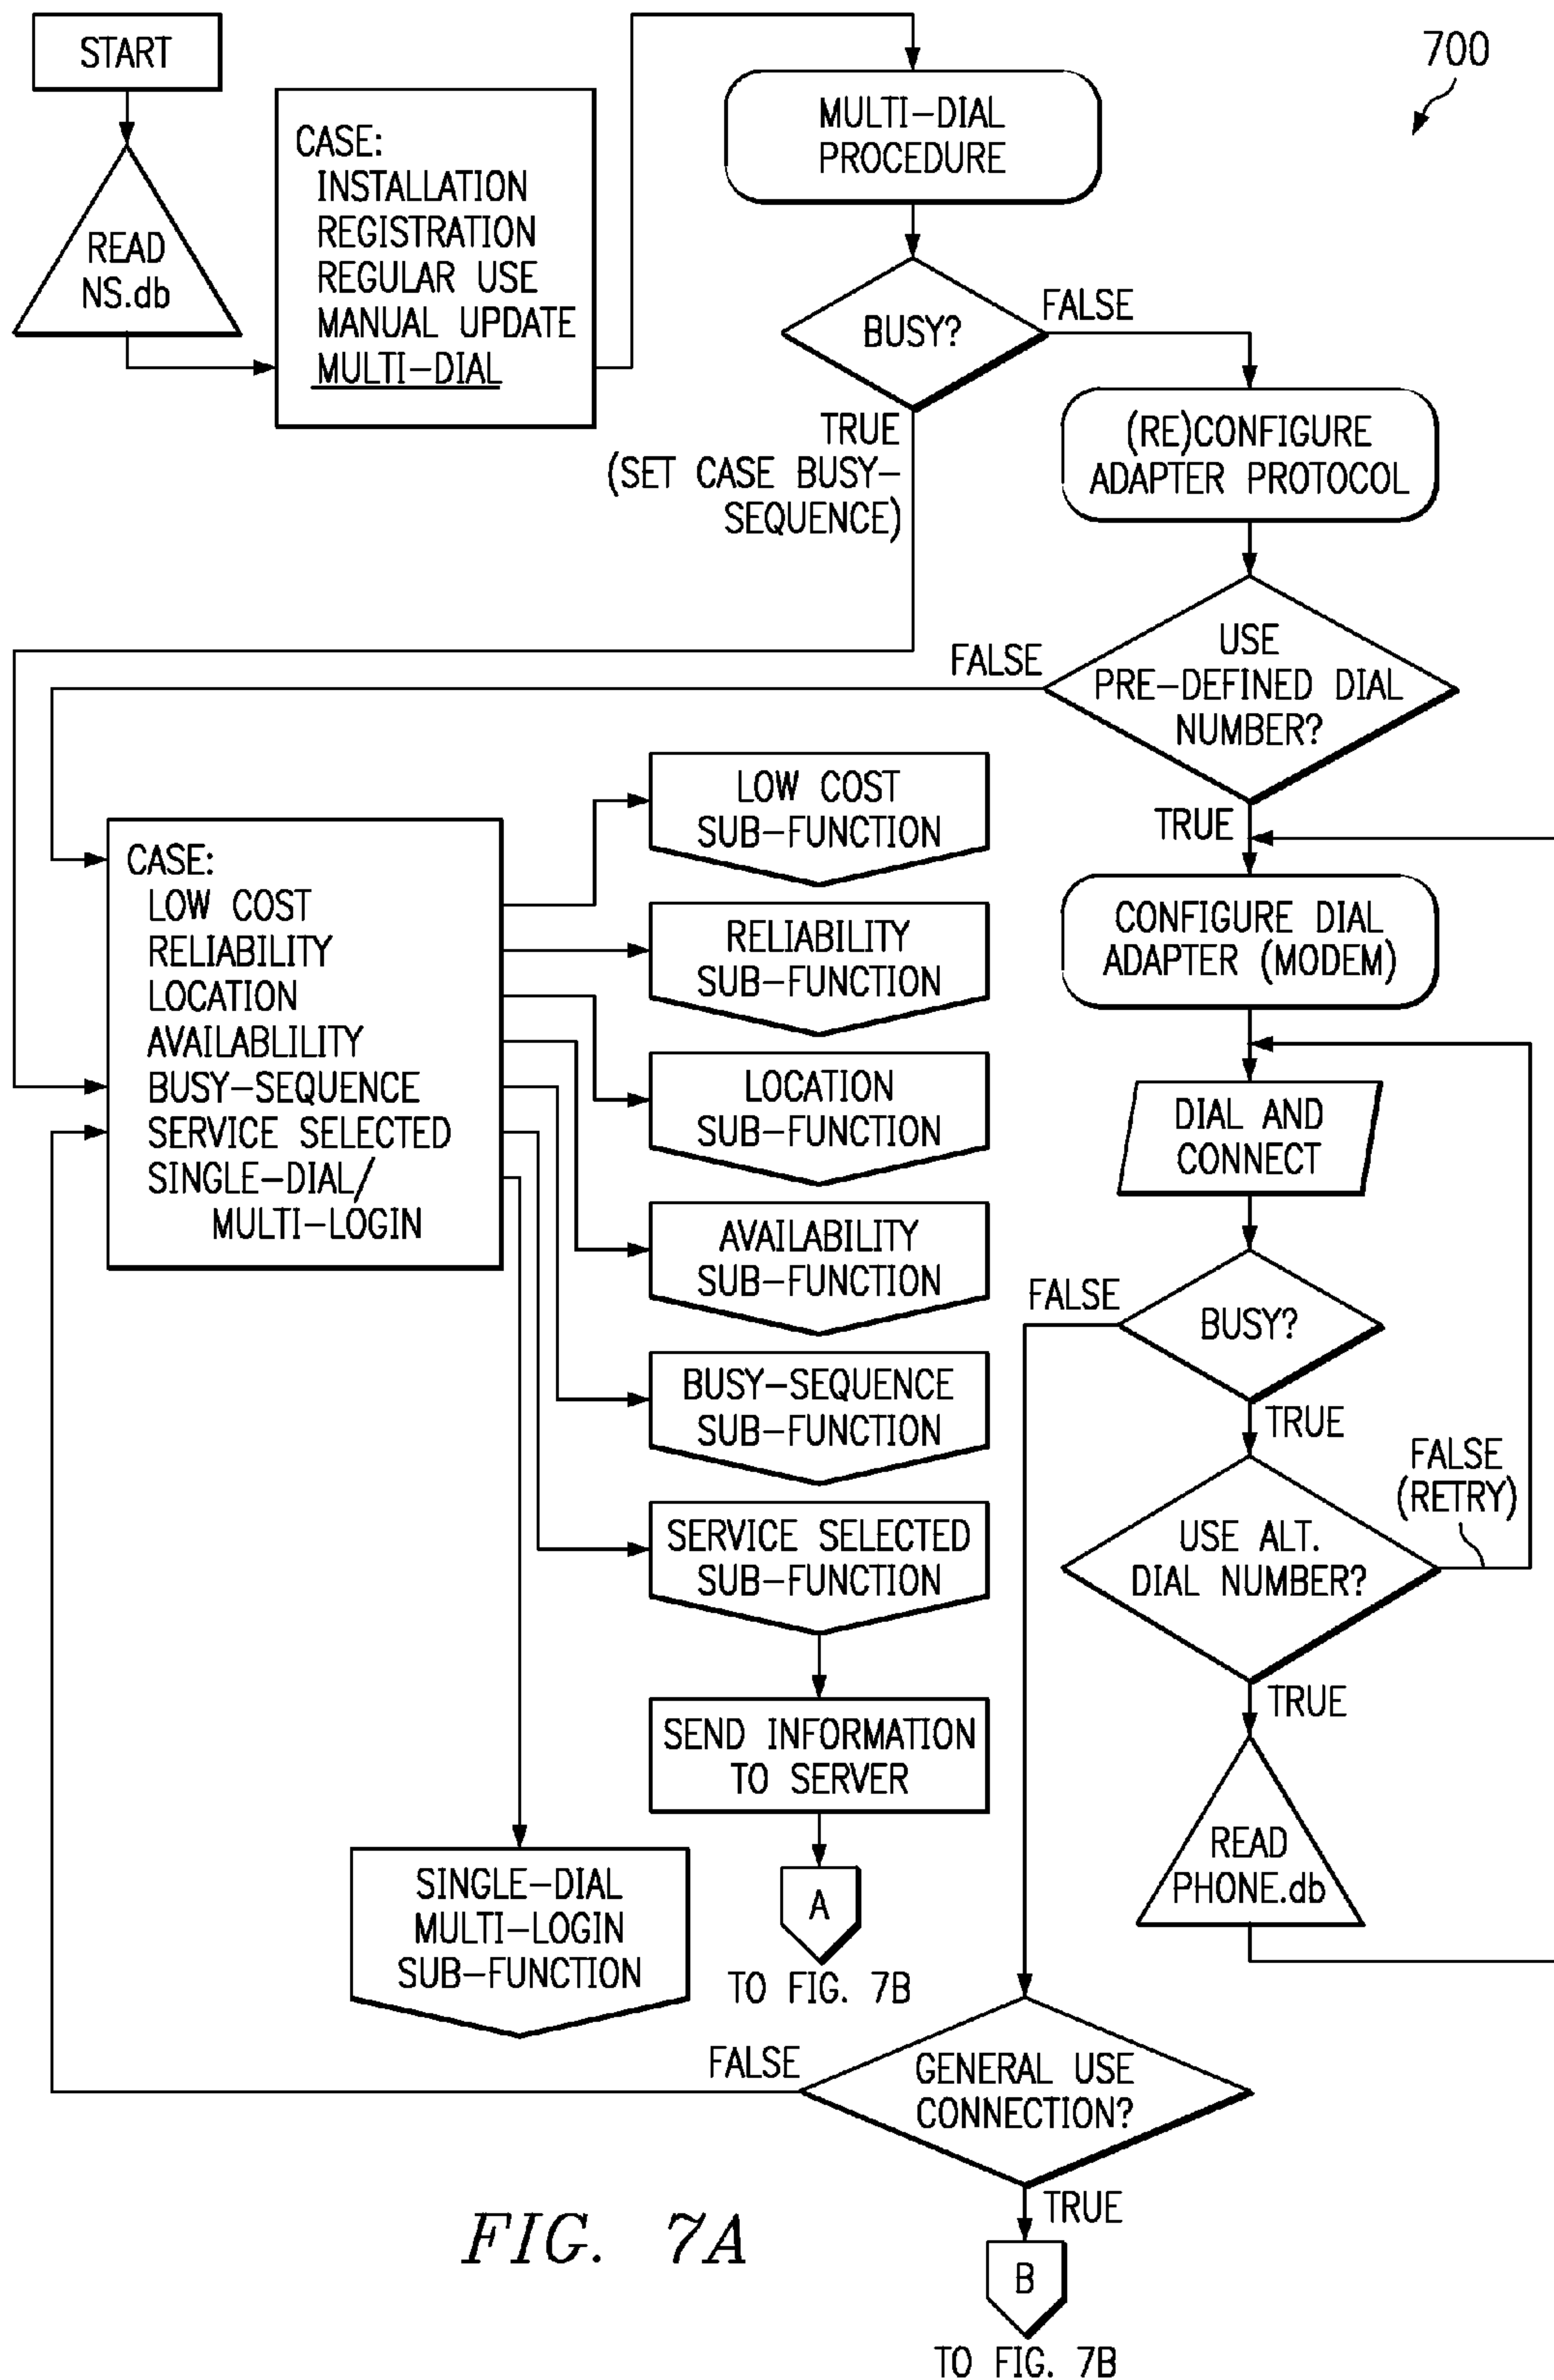 START
700
READ
NS.db
CASE:
INSTALLATION
REGISTRATION
REGULAR USE
MANUAL UPDATE
MULTI-DIAL
MULTI-DIAL
PROCEDURE
BUSY?
FALSE
TRUE
(SET CASE BUSY-
SEQUENCE)
(RE)CONFIGURE
ADAPTER PROTOCOL
USE
PRE-DEFINED DIAL
NUMBER?
FALSE
TRUE
CASE:
LOW COST
RELIABILITY
LOCATION
AVAILABLILITY
BUSY-SEQUENCE
SERVICE SELECTED
SINGLE-DIAL/
MULTI-LOGIN
LOW COST
SUB-FUNCTION
RELIABILITY
SUB-FUNCTION
LOCATION
SUB-FUNCTION
AVAILABILITY
SUB-FUNCTION
BUSY-SEQUENCE
SUB-FUNCTION
SERVICE SELECTED
SUB-FUNCTION
SEND INFORMATION
TO SERVER
A
TO FIG. 7B
SINGLE-DIAL
MULTI-LOGIN
SUB-FUNCTION
CONFIGURE DIAL
ADAPTER (MODEM)
DIAL AND
CONNECT
BUSY?
FALSE
TRUE
USE ALT.
DIAL NUMBER?
FALSE
(RETRY)
TRUE
READ
PHONE.db
GENERAL USE
CONNECTION?
FALSE
TRUE
B
TO FIG. 7B
FIG. 7A